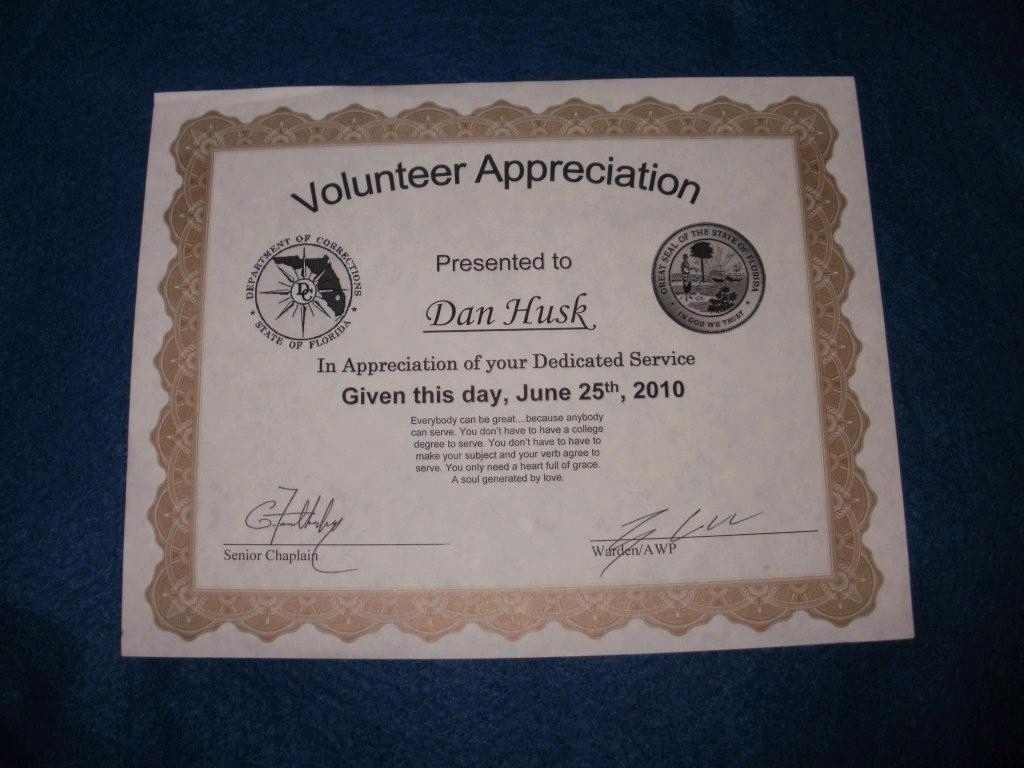 Volunteer Appreciation
DEPARTMENT OF CORRECTIONS
STATE OF FLORIDA
DC
GREAT SEAL OF THE STATE OF FLORIDA
IN GOD WE TRUST
Presented to
Dan Husk
In Appreciation of your Dedicated Service
Given this day, June 25th, 2010
Everybody can be great....because anybody
can serve. You don't have to have a college
degree to serve. You don't have to have to
make your subject and your verb agree to
serve. You only need a heart full of grace.
A soul generated by love.
Senior Chaplain
Warden/AWP